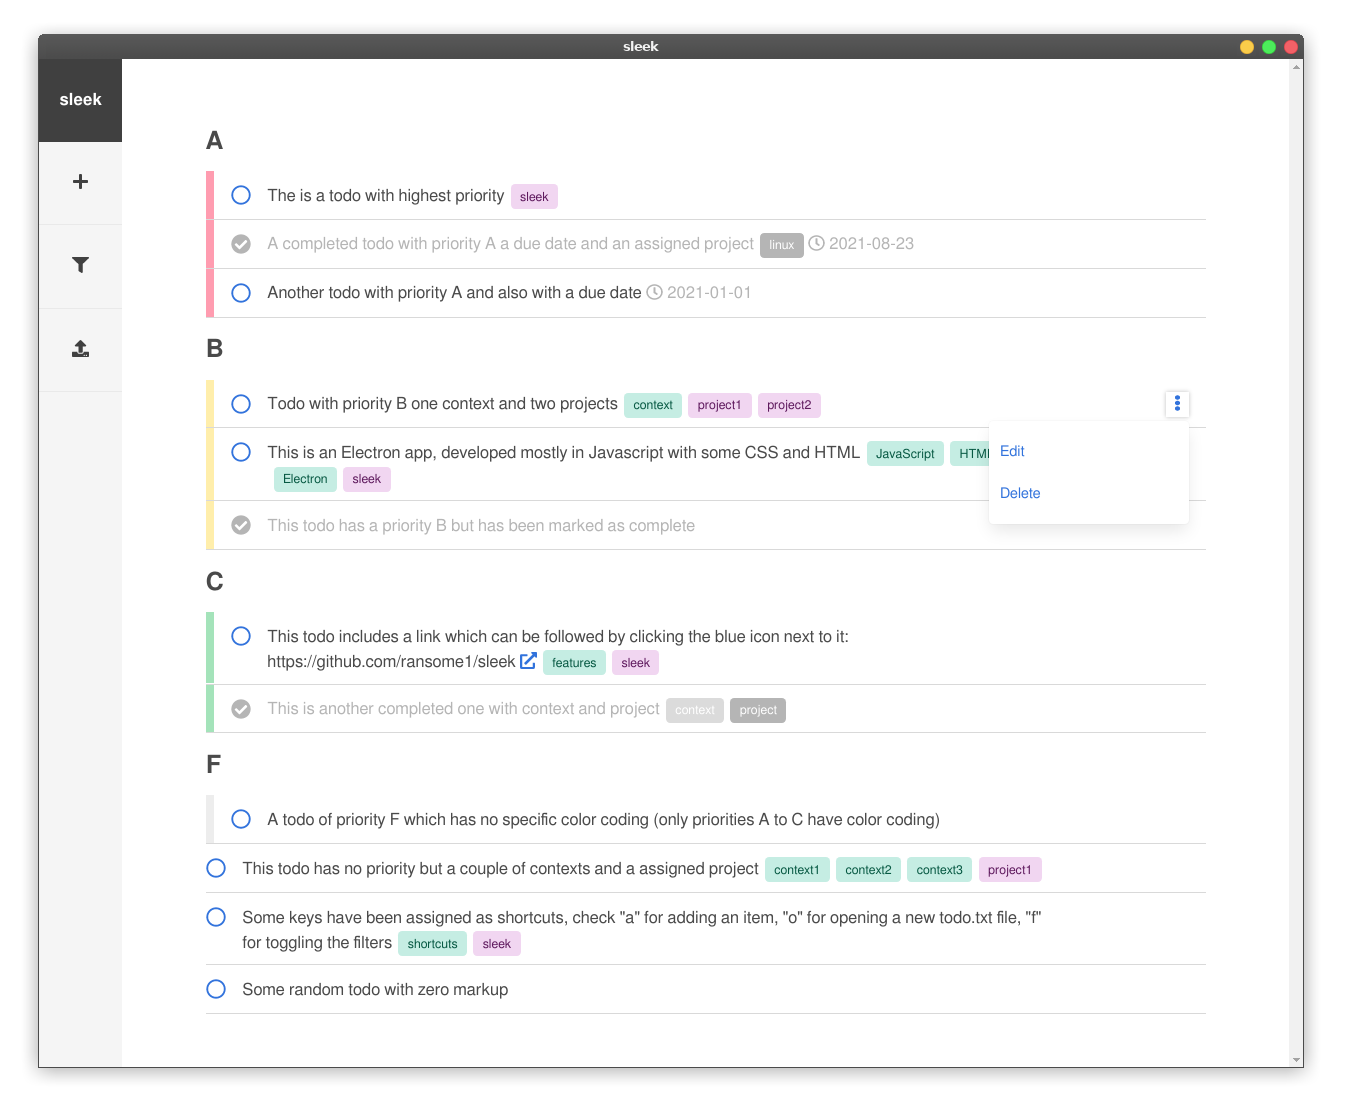 sleek
sleek
A
The is a todo with highest priority sleek
A completed todo with priority A a due date and an assigned project linux 2021-08-23
Another todo with priority A and also with a due date 2021-01-01
B
Todo with priority B one context and two projects context project1 project2
This is an Electron app, developed mostly in Javascript with some CSS and HTML JavaScript
Edit
Electron sleek
Delete
This todo has a priority B but has been marked as complete
C
This todo includes a link which can be followed by clicking the blue icon next to it:
https://github.com/ransome1/sleek features sleek
This is another completed one with context and project context project
F
A todo of priority F which has no specific color coding (only priorities A to C have color coding)
This todo has no priority but a couple of contexts and a assigned project context1 context2 context3 project1
Some keys have been assigned as shortcuts, check "a" for adding an item, "o" for opening a new todo.txt file, "f"
for toggling the filters shortcuts sleek
Some random todo with zero markup